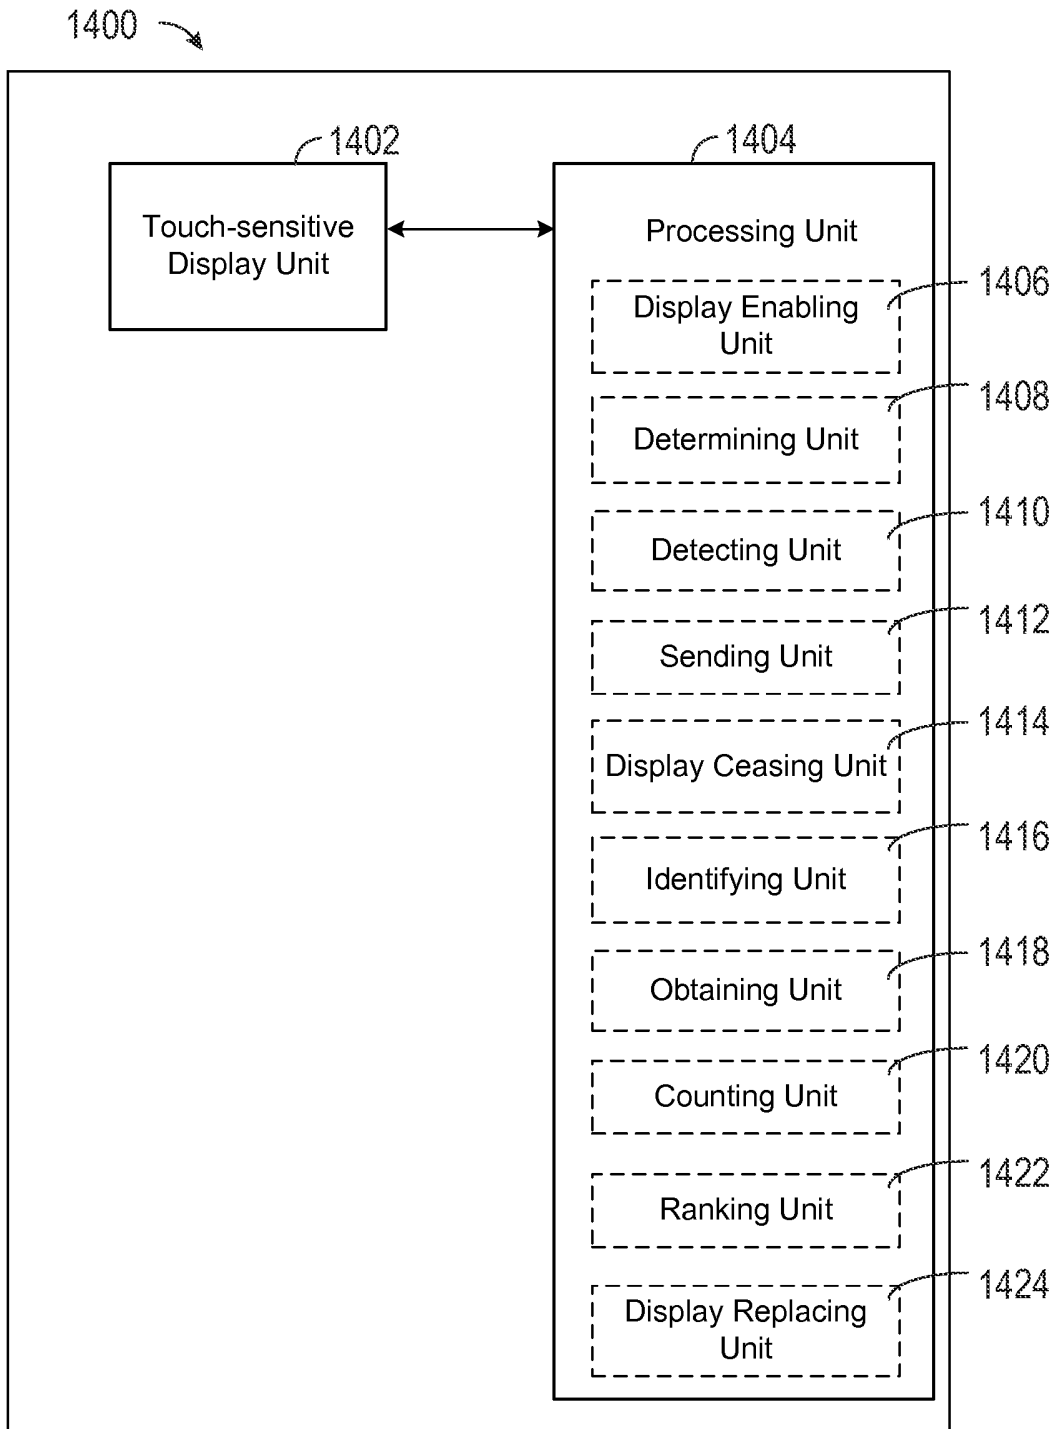 1400
1402
1404
Touch-sensitive
Display Unit
Processing Unit
1406
Display Enabling
Unit
1408
Determining Unit
1410
Detecting Unit
1412
Sending Unit
1414
Display Ceasing Unit
1416
Identifying Unit
1418
Obtaining Unit
1420
Counting Unit
1422
Ranking Unit
1424
Display Replacing
Unit